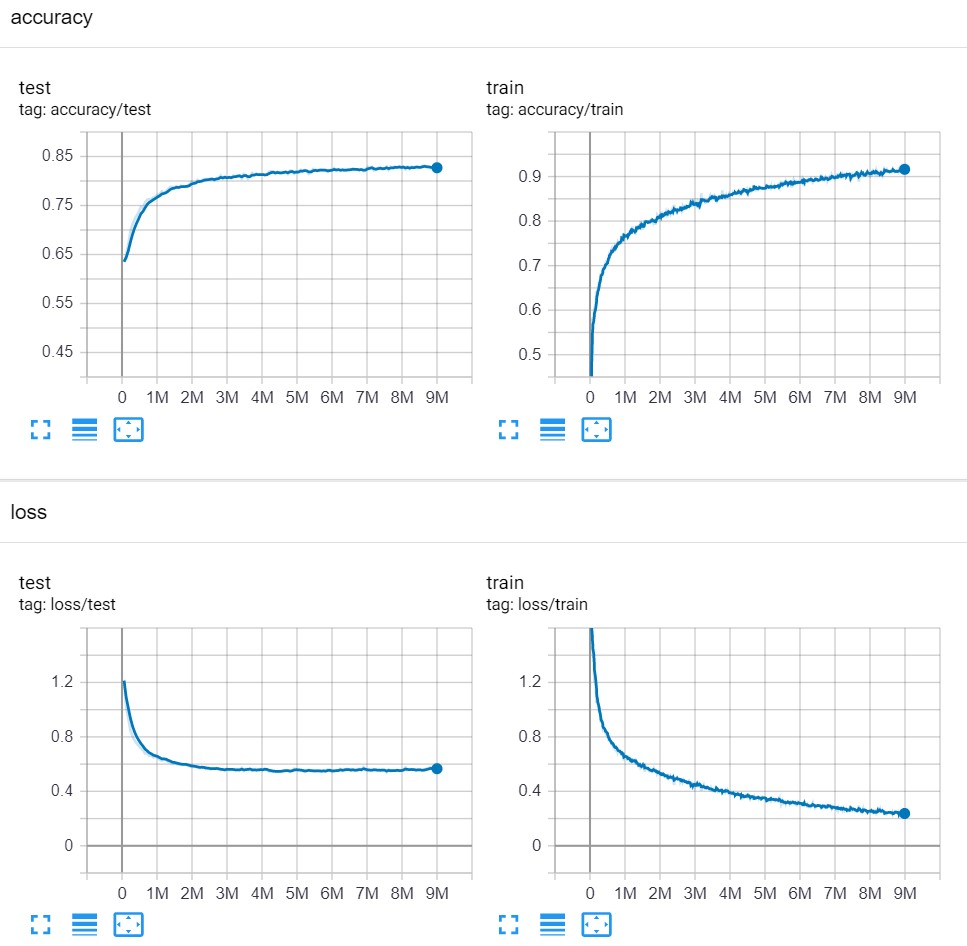 accuracy
test
tag: accuracy/test
0.85
0.75
0.65
0.55
0.45
0 1M 2M 3M 4M 5M 6M 7M 8M 9M
train
tag: accuracy/train
0.9
0.8
0.7
0.6
0.5
0 1M 2M 3M 4M 5M 6M 7M 8M 9M
loss
test
tag: loss/test
1.2
0.8
0.4
0
0 1M 2M 3M 4M 5M 6M 7M 8M 9M
train
tag: loss/train
1.2
0.8
0.4
0
0 1M 2M 3M 4M 5M 6M 7M 8M 9M